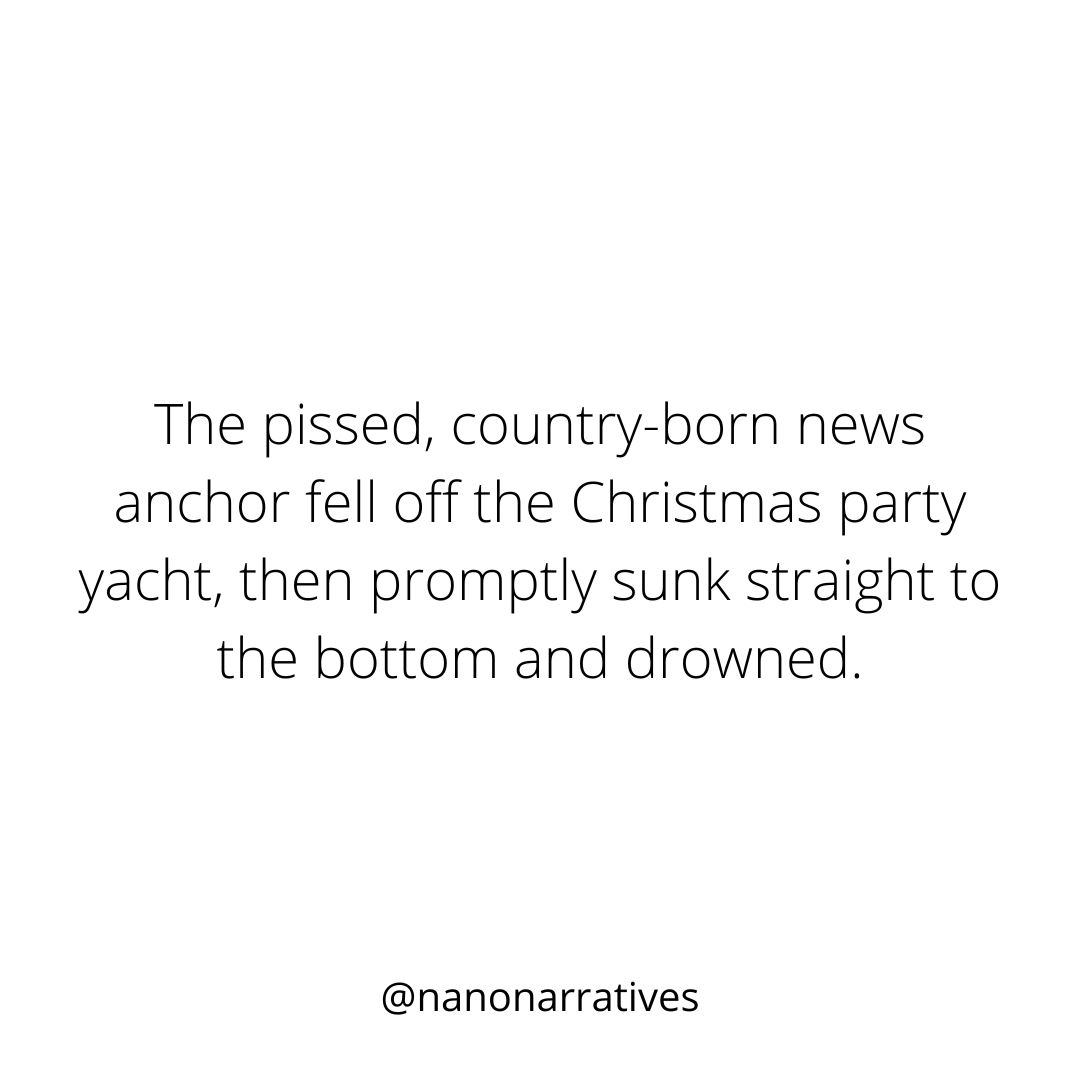 The pissed, country-born news
anchor fell off the Christmas party
yacht, then promptly sunk straight to
the bottom and drowned.
@nanonarratives